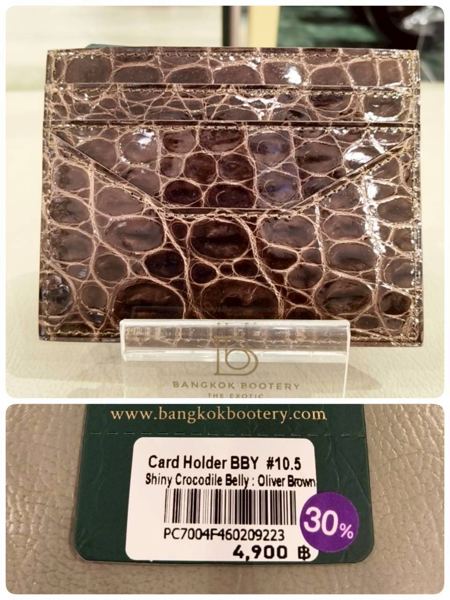 B
BANGKOK BOOTERY
THE EXOTIC
www.bangkokbootery.com
Card Holder BBY #10.5
Shiny Crocodile Belly : Oliver Brown
30%
PC7004F460209223
4,900 ฿